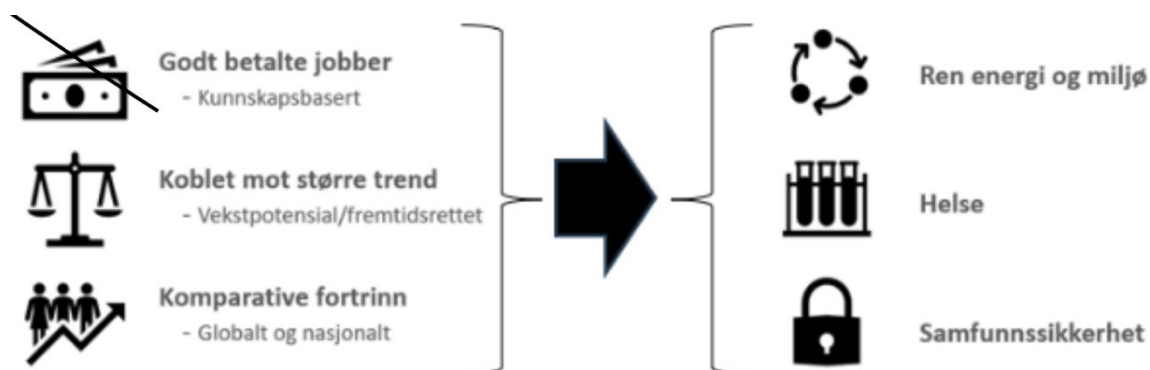 Godt betalte jobber
- Kunnskapsbasert
Koblet mot større trend
- Vekstpotensial/fremtidsrettet
Komparative fortrinn
- Globalt og nasjonalt
Ren energi og miljø
Helse
Samfunnssikkerhet